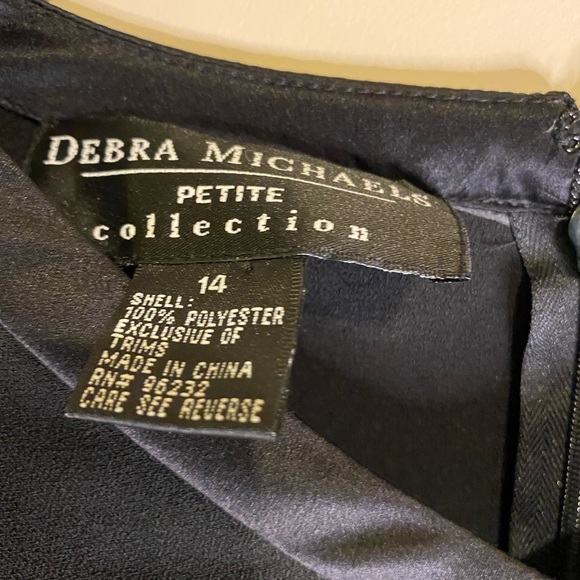 DEBRA MICHAELS
PETITE
collection
14
SHELL:
100% POLYESTER
EXCLUSIVE OF
TRIMS
MADE IN CHINA
RN# 96232
CARE SEE REVERSE